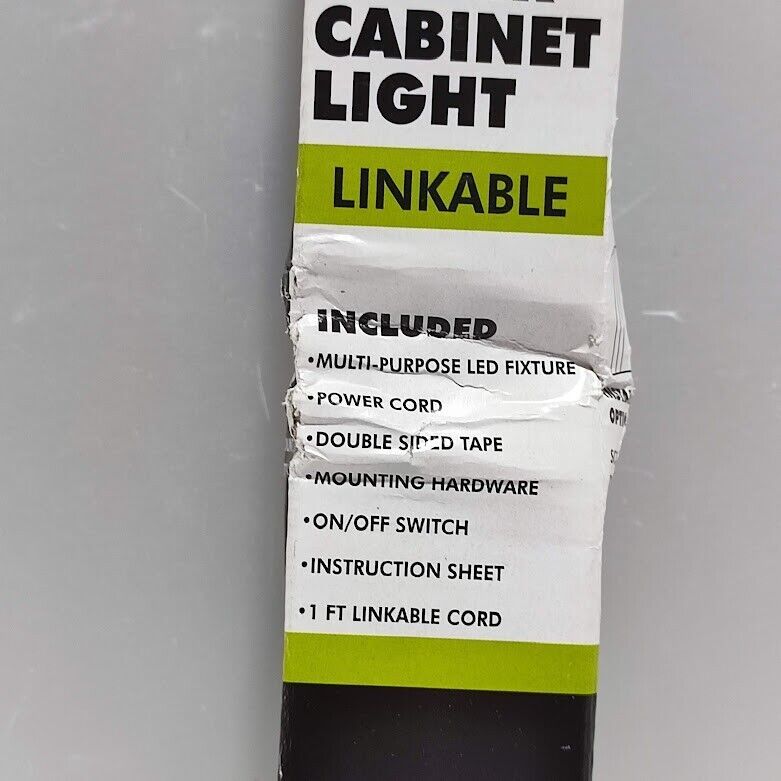 CABINET
LIGHT
LINKABLE
INCLUDED
•MULTI-PURPOSE LED FIXTURE
•POWER CORD
•DOUBLE SIDED TAPE
•MOUNTING HARDWARE
•ON/OFF SWITCH
•INSTRUCTION SHEET
•1 FT LINKABLE CORD